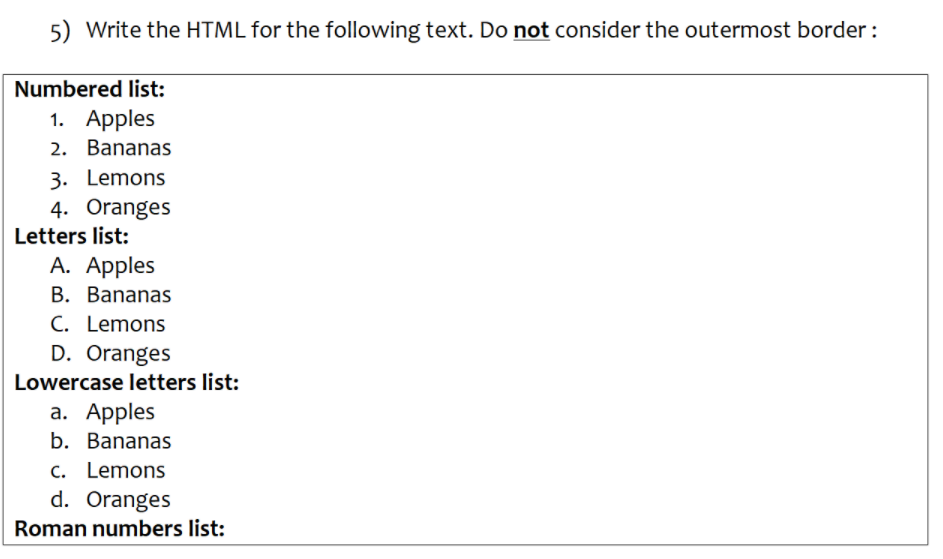 5) Write the HTML for the following text. Do not consider the outermost border :
Numbered list:
1. Apples
2. Bananas
3. Lemons
4. Oranges
Letters list:
A. Apples
B. Bananas
C. Lemons
D. Oranges
Lowercase letters list:
a. Apples
b. Bananas
c. Lemons
d. Oranges
Roman numbers list: